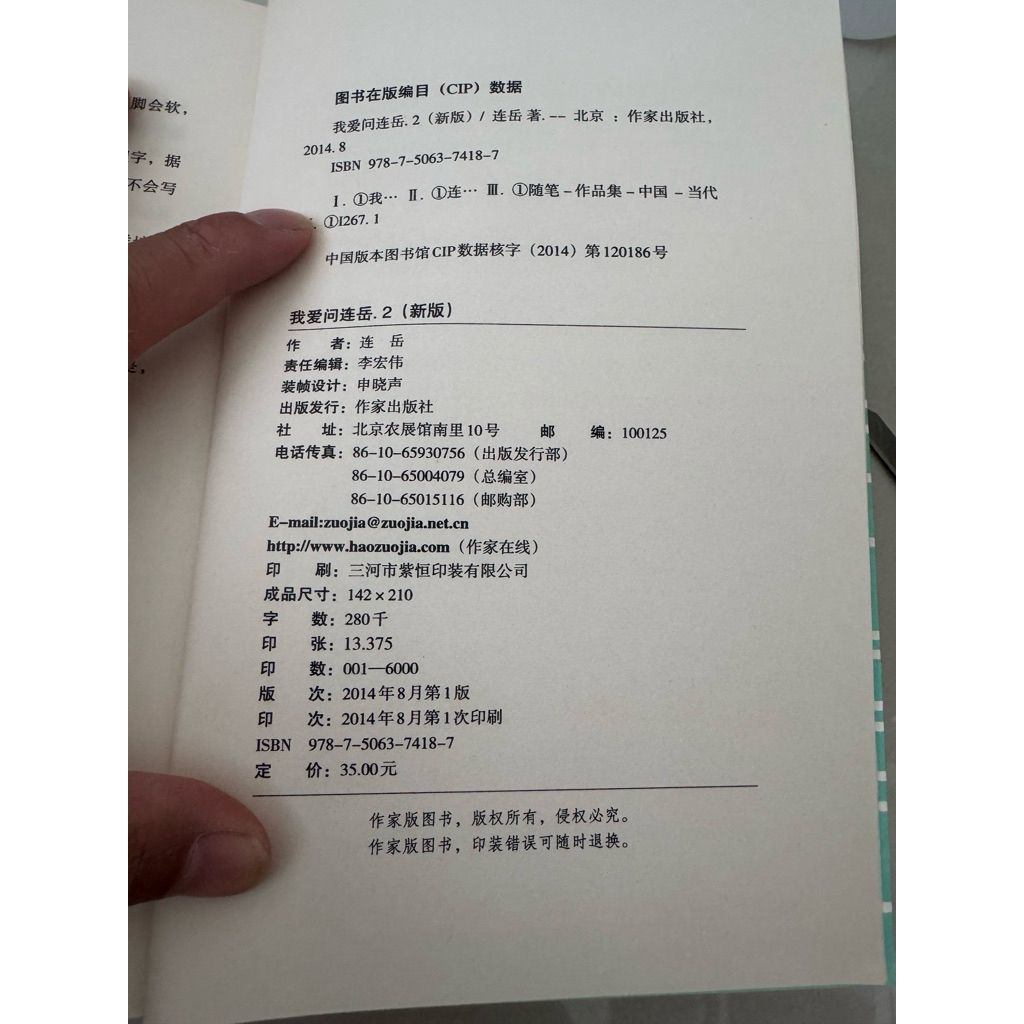 脚会软，
字，据
不会写
图书在版编目（CIP）数据
我爱问连岳.2（新版）/ 连岳 著.-- 北京 ：作家出版社，
2014.8
ISBN 978-7-5063-7418-7
Ⅰ.①我… Ⅱ.①连… Ⅲ.①随笔－作品集－中国－当代
①I267.1
中国版本图书馆CIP数据核字（2014）第120186号
我爱问连岳.2（新版）
作　　者：连　岳
责任编辑：李宏伟
装帧设计：申晓声
出版发行：作家出版社
社　　址：北京农展馆南里10号　　邮　　编：100125
电话传真：86-10-65930756（出版发行部）
86-10-65004079（总编室）
86-10-65015116（邮购部）
E-mail:zuojia@zuojia.net.cn
http://www.haozuojia.com（作家在线）
印　　刷：三河市紫恒印装有限公司
成品尺寸：142×210
字　　数：280千
印　　张：13.375
印　　数：001—6000
版　　次：2014年8月第1版
印　　次：2014年8月第1次印刷
ISBN 978-7-5063-7418-7
定　　价：35.00元
作家版图书，版权所有，侵权必究。
作家版图书，印装错误可随时退换。